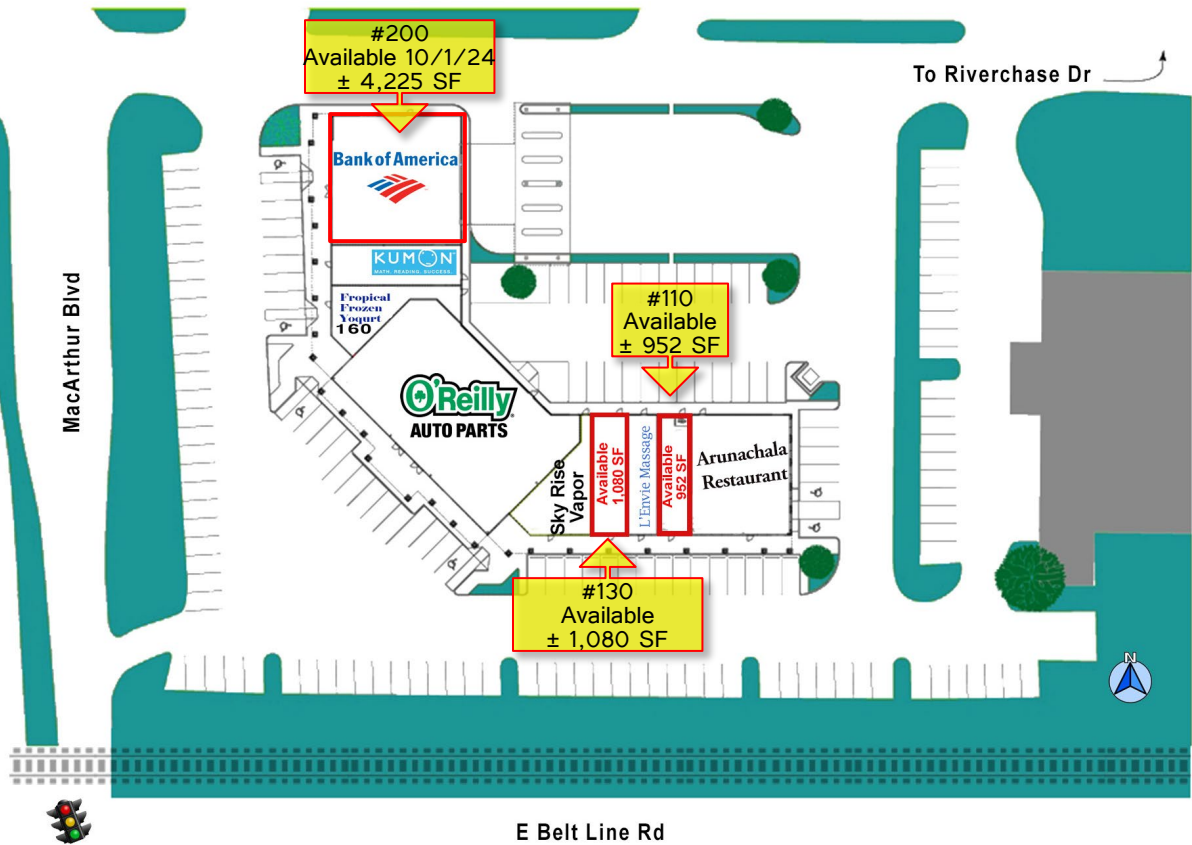 #200
Available 10/1/24
± 4,225 SF
To Riverchase Dr
Bank of America
KUMON
MATH. READING. SUCCESS.
Fropical
Frozen
Yogurt
160
#110
Available
± 952 SF
MacArthur Blvd
O'Reilly
AUTO PARTS
Sky Rise
Vapor
Available
1,080 SF
L'Envie Massage
Available
952 SF
Arunachala
Restaurant
#130
Available
± 1,080 SF
N
E Belt Line Rd